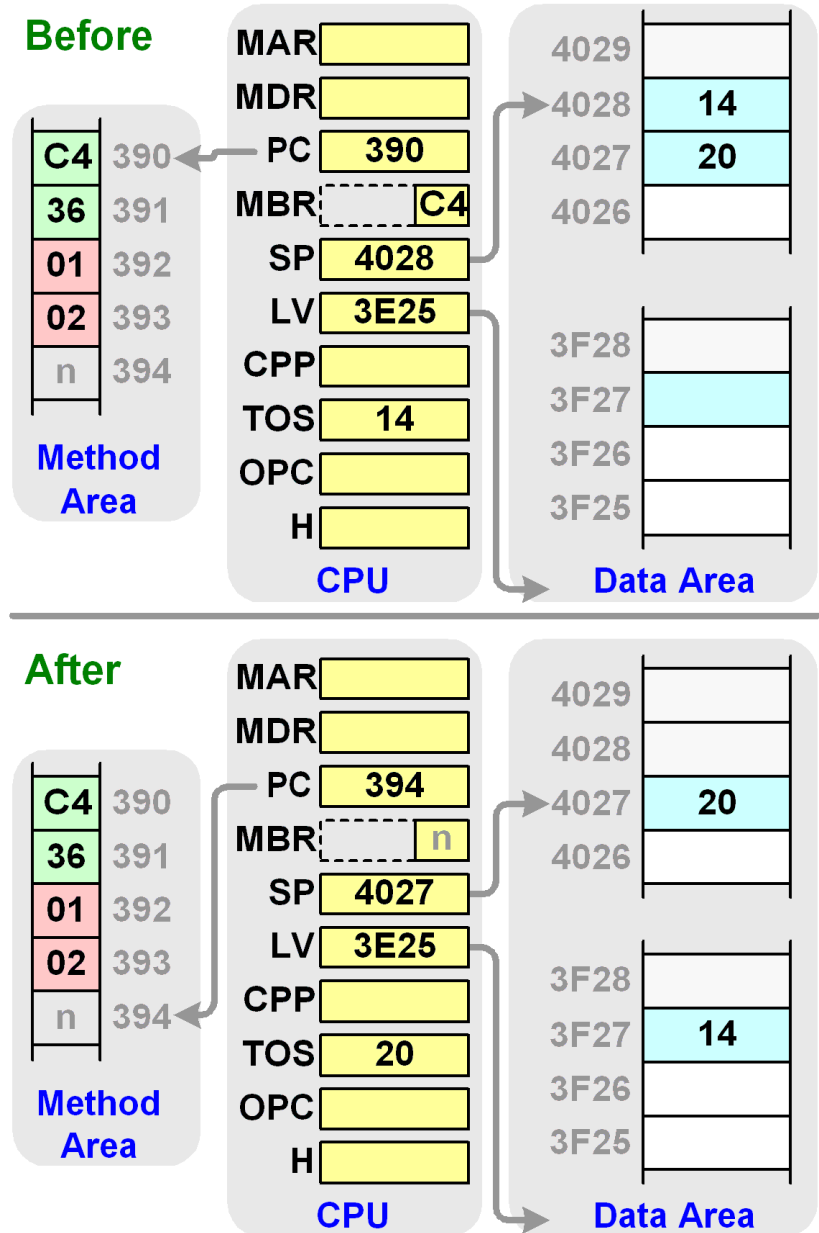 Before
C4 390
36 391
01 392
02 393
n 394
Method
Area
MAR
MDR
PC 390
MBR C4
SP 4028
LV 3E25
CPP
TOS 14
OPC
H
CPU
4029
4028 14
4027 20
4026
3F28
3F27
3F26
3F25
Data Area
After
C4 390
36 391
01 392
02 393
n 394
Method
Area
MAR
MDR
PC 394
MBR n
SP 4027
LV 3E25
CPP
TOS 20
OPC
H
CPU
4029
4028
4027 20
4026
3F28
3F27 14
3F26
3F25
Data Area